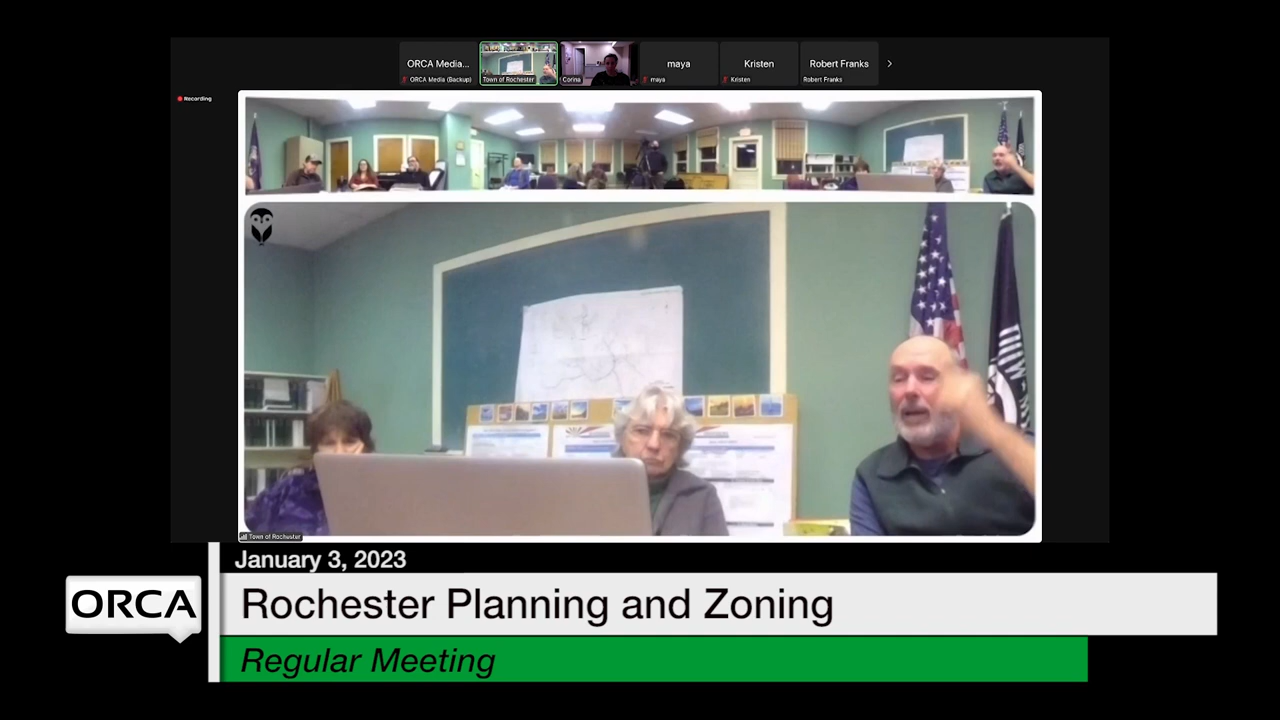 ORCA Media...
maya
Kristen
Robert Franks
ORCA Media (Backup)
Town of Rochester
Corina
maya
Kristen
Robert Franks
Recording
Town of Rochester
January 3, 2023
ORCA
Rochester Planning and Zoning
Regular Meeting